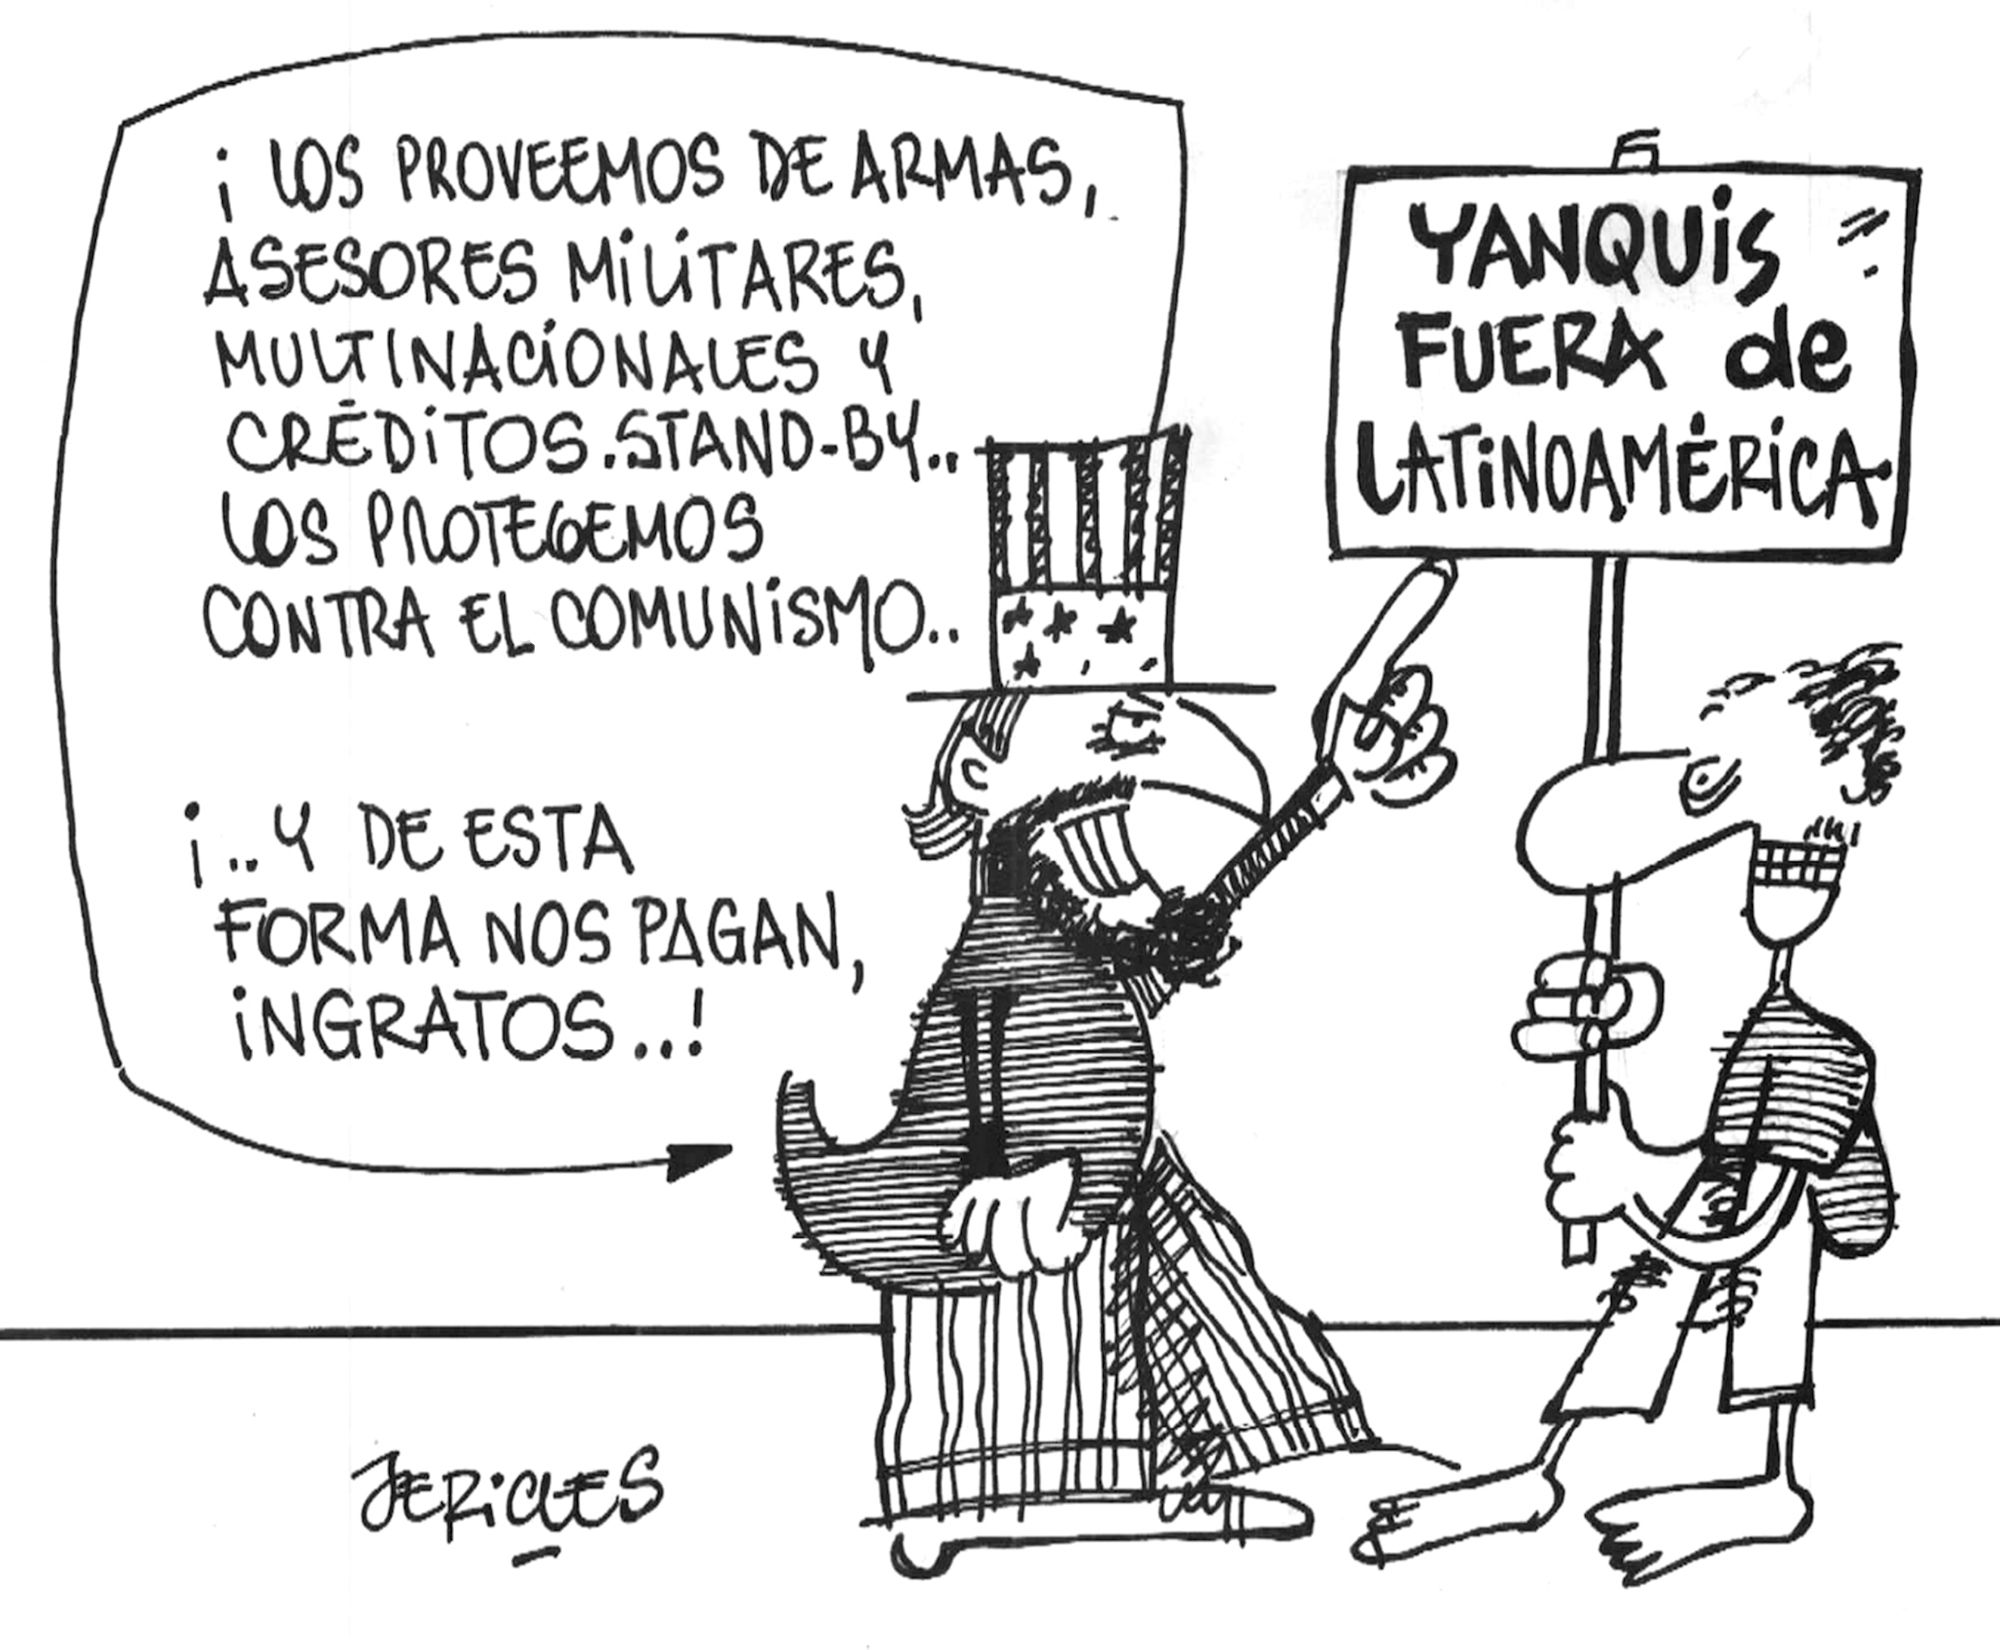 ¡LOS PROVEEMOS DE ARMAS,
ASESORES MILITARES,
MULTINACIONALES Y
CRÉDITOS.STAND-BY..
LOS PROTEGEMOS
CONTRA EL COMUNISMO..
¡..Y DE ESTA
FORMA NOS PAGAN,
INGRATOS..!
YANQUIS
FUERA de
LATINOAMÉRICA
JERICLES